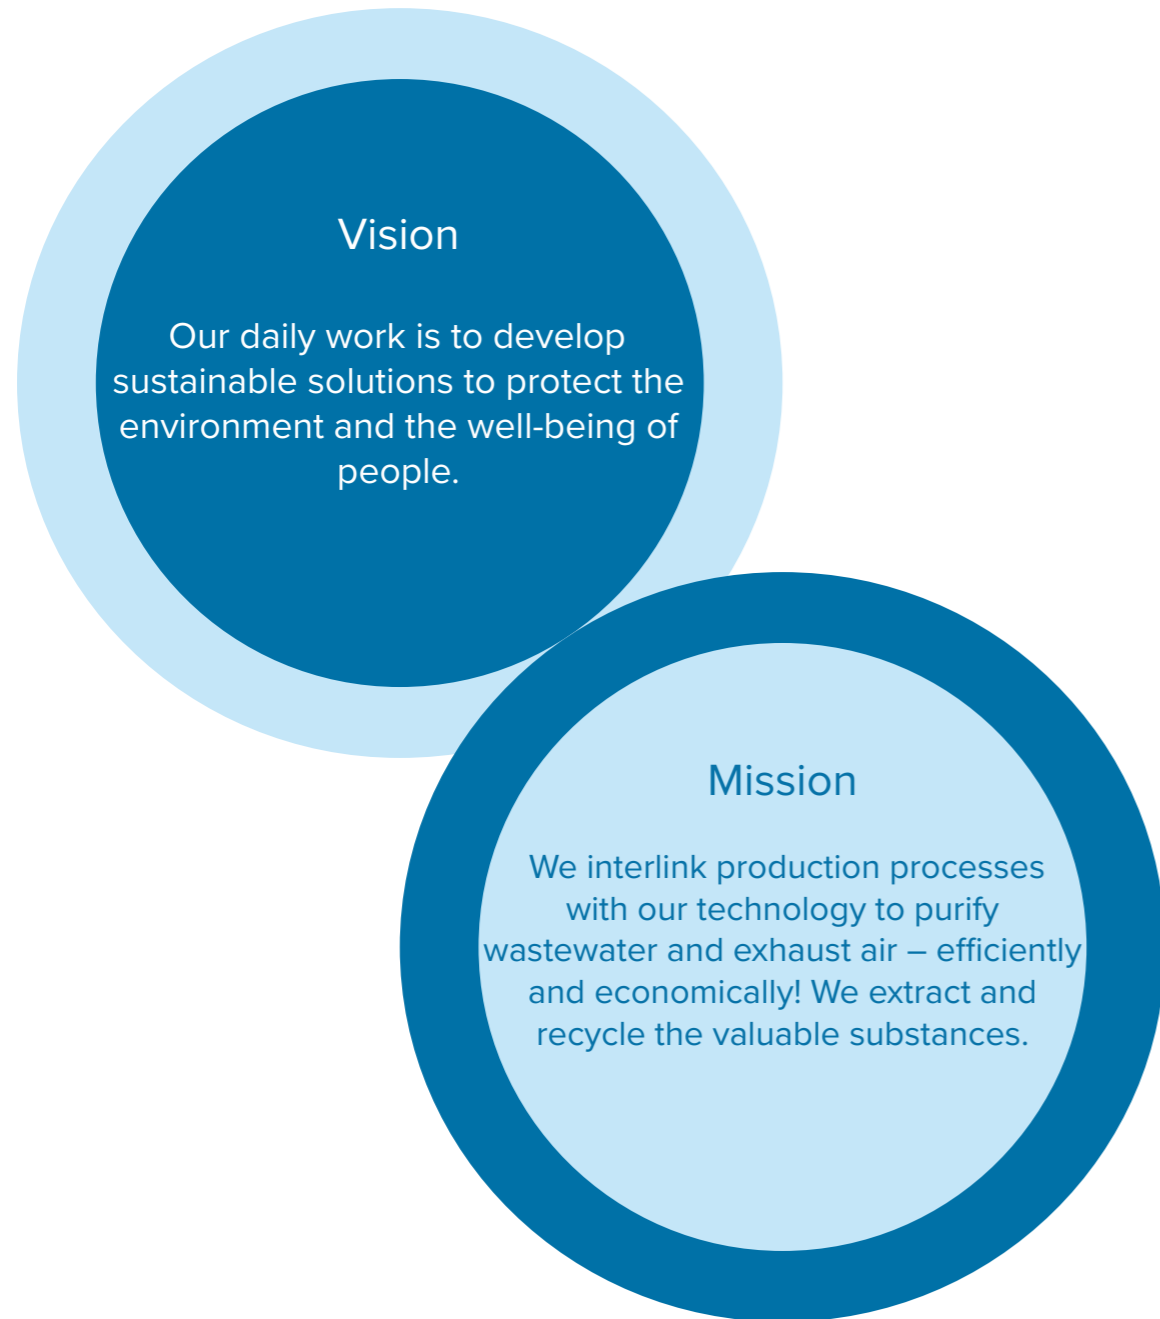 Vision
Our daily work is to develop
sustainable solutions to protect the
environment and the well-being of
people.
Mission
We interlink production processes
with our technology to purify
wastewater and exhaust air – efficiently
and economically! We extract and
recycle the valuable substances.